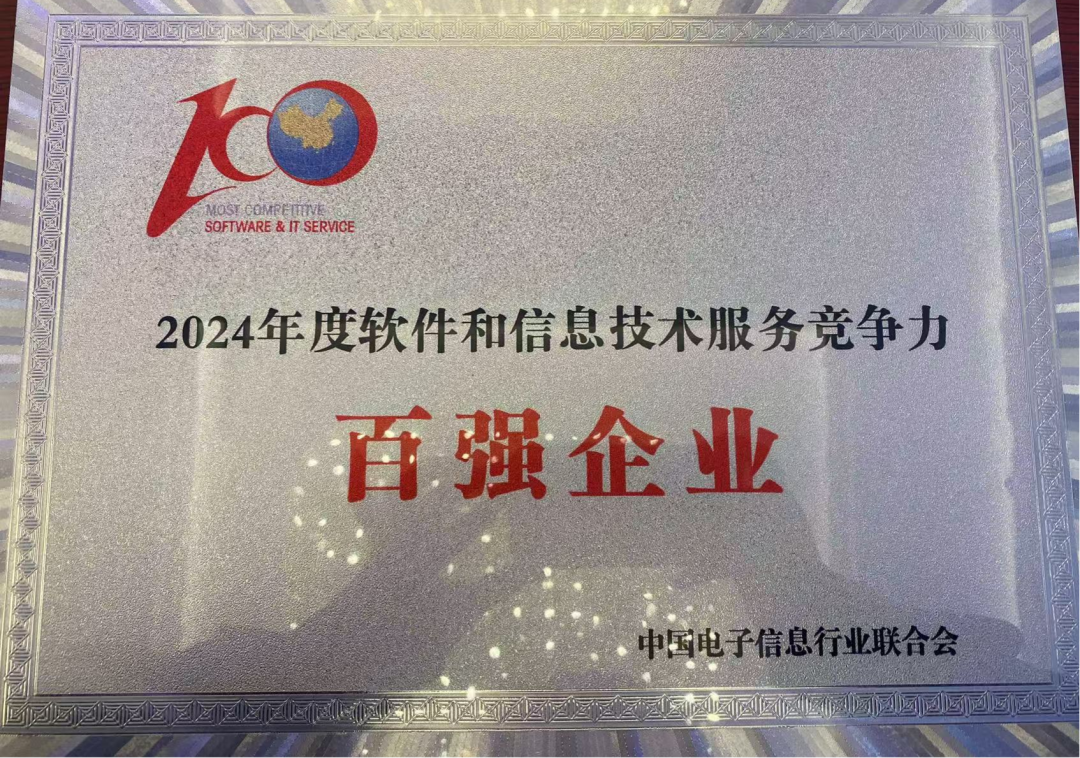 100
MOST COMPETITIVE
SOFTWARE & IT SERVICE
2024年度软件和信息技术服务竞争力
百强企业
中国电子信息行业联合会